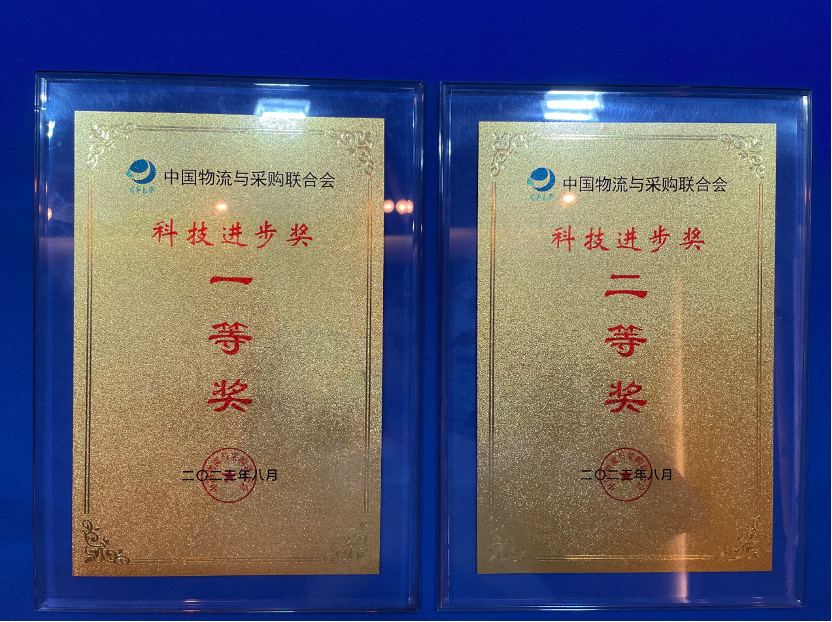 中国物流与采购联合会
科技进步奖
一
等
奖
中国物流与采购联合会
科技进步奖
二
等
奖